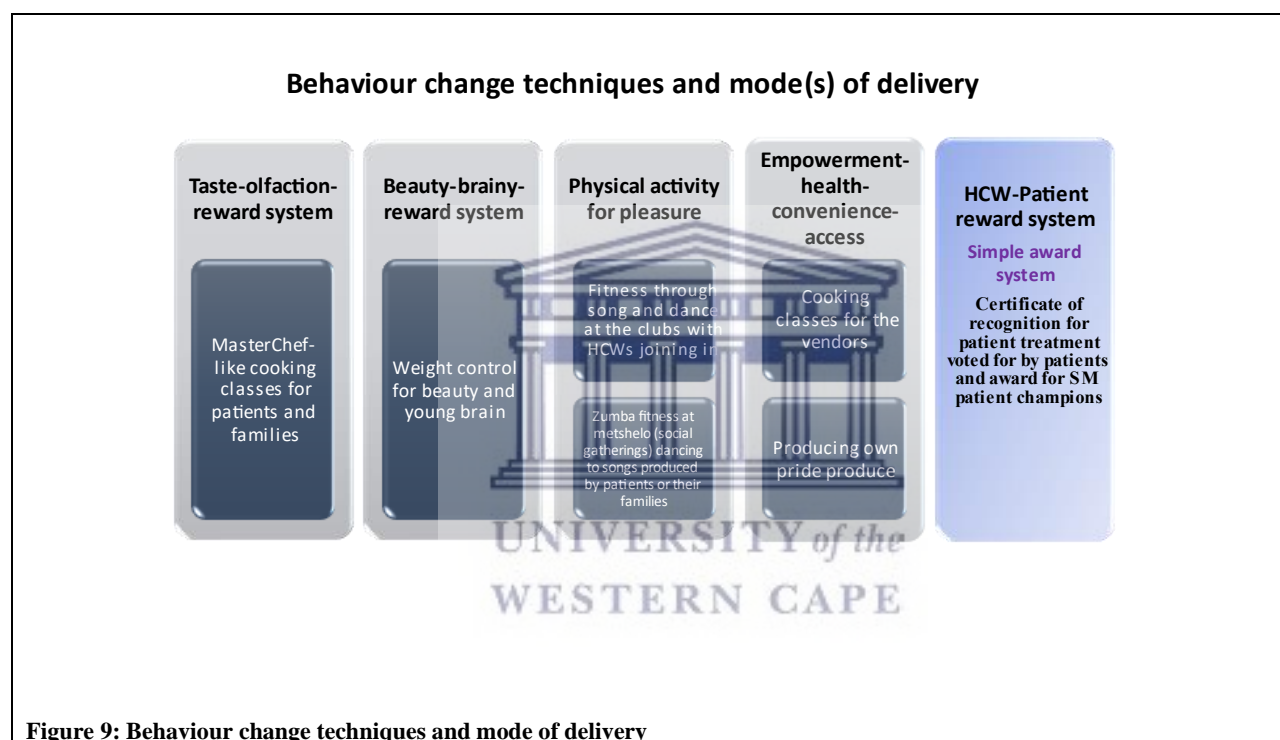 Behaviour change techniques and mode(s) of delivery
Taste-olfaction-
reward system
MasterChef-
like cooking
classes for
patients and
families
Beauty-brainy-
reward system
Weight control
for beauty and
young brain
Physical activity
for pleasure
Fitness through
song and dance
at the clubs with
HCWs joining in
Zumba fitness at
metshelo (social
gatherings) dancing
to songs produced
by patients or their
families
Empowerment-
health-
convenience-
access
Cooking
classes for the
vendors
Producing own
pride produce
HCW-Patient
reward system
Simple award
system
Certificate of
recognition for
patient treatment
voted for by patients
and award for SM
patient champions
UNIVERSITY of the
WESTERN CAPE
Figure 9: Behaviour change techniques and mode of delivery